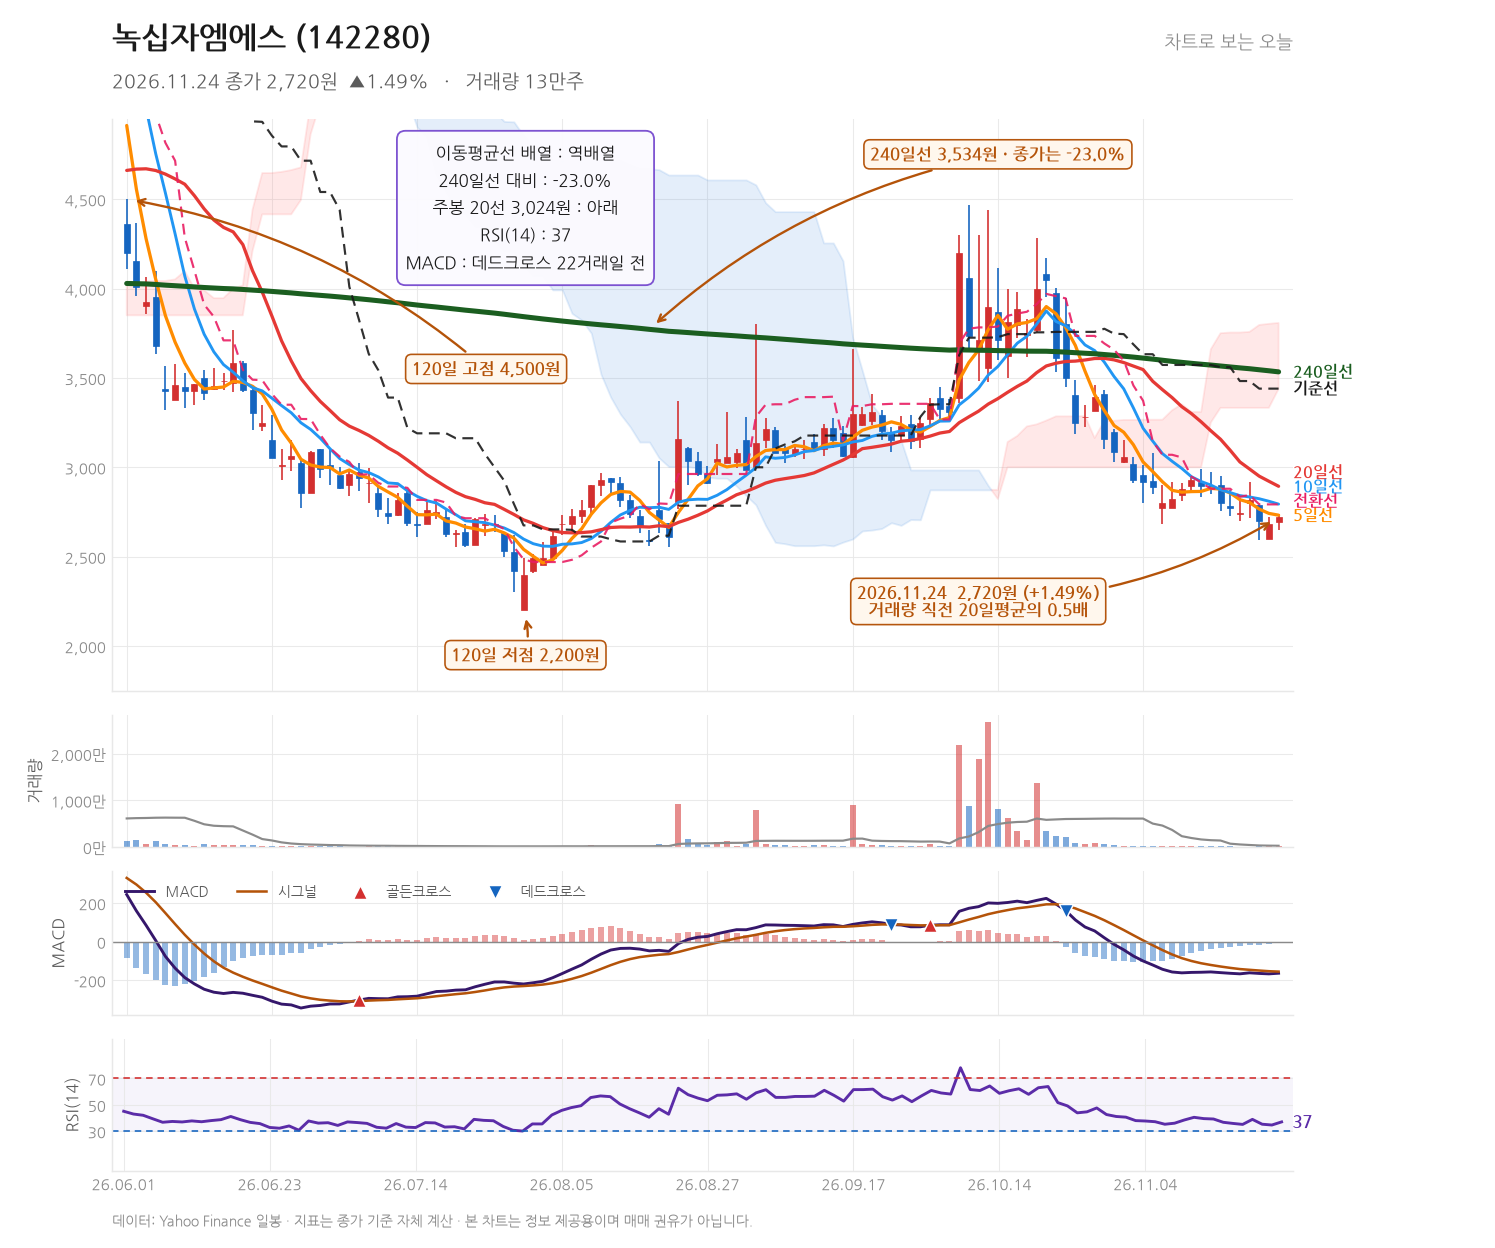 녹십자엠에스 (142280)
차트로 보는 오늘
2026.11.24 종가 2,720원 ▲1.49% · 거래량 13만주
이동평균선 배열 : 역배열
240일선 대비 : -23.0%
주봉 20선 3,024원 : 아래
RSI(14) : 37
MACD : 데드크로스 22거래일 전
240일선 3,534원 · 종가는 -23.0%
120일 고점 4,500원
120일 저점 2,200원
2026.11.24 2,720원 (+1.49%)
거래량 직전 20일평균의 0.5배
4,500
4,000
3,500
3,000
2,500
2,000
240일선
기준선
20일선
10일선
전환선
5일선
거래량
2,000만
1,000만
0만
MACD
200
0
-200
MACD
시그널
골든크로스
데드크로스
RSI(14)
70
50
30
37
26.06.01
26.06.23
26.07.14
26.08.05
26.08.27
26.09.17
26.10.14
26.11.04
데이터: Yahoo Finance 일봉 · 지표는 종가 기준 자체 계산 · 본 차트는 정보 제공용이며 매매 권유가 아닙니다.